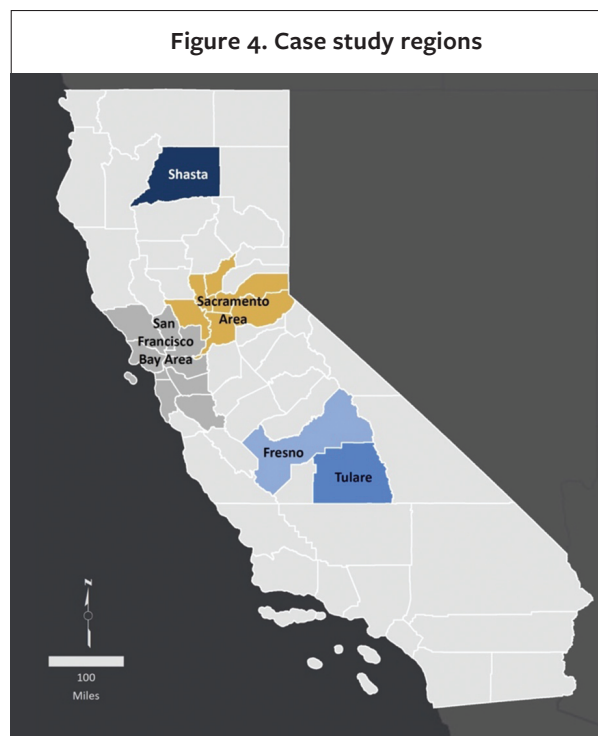 Figure 4. Case study regions
Shasta
Sacramento
Area
San
Francisco
Bay Area
Fresno
Tulare
N
100
Miles